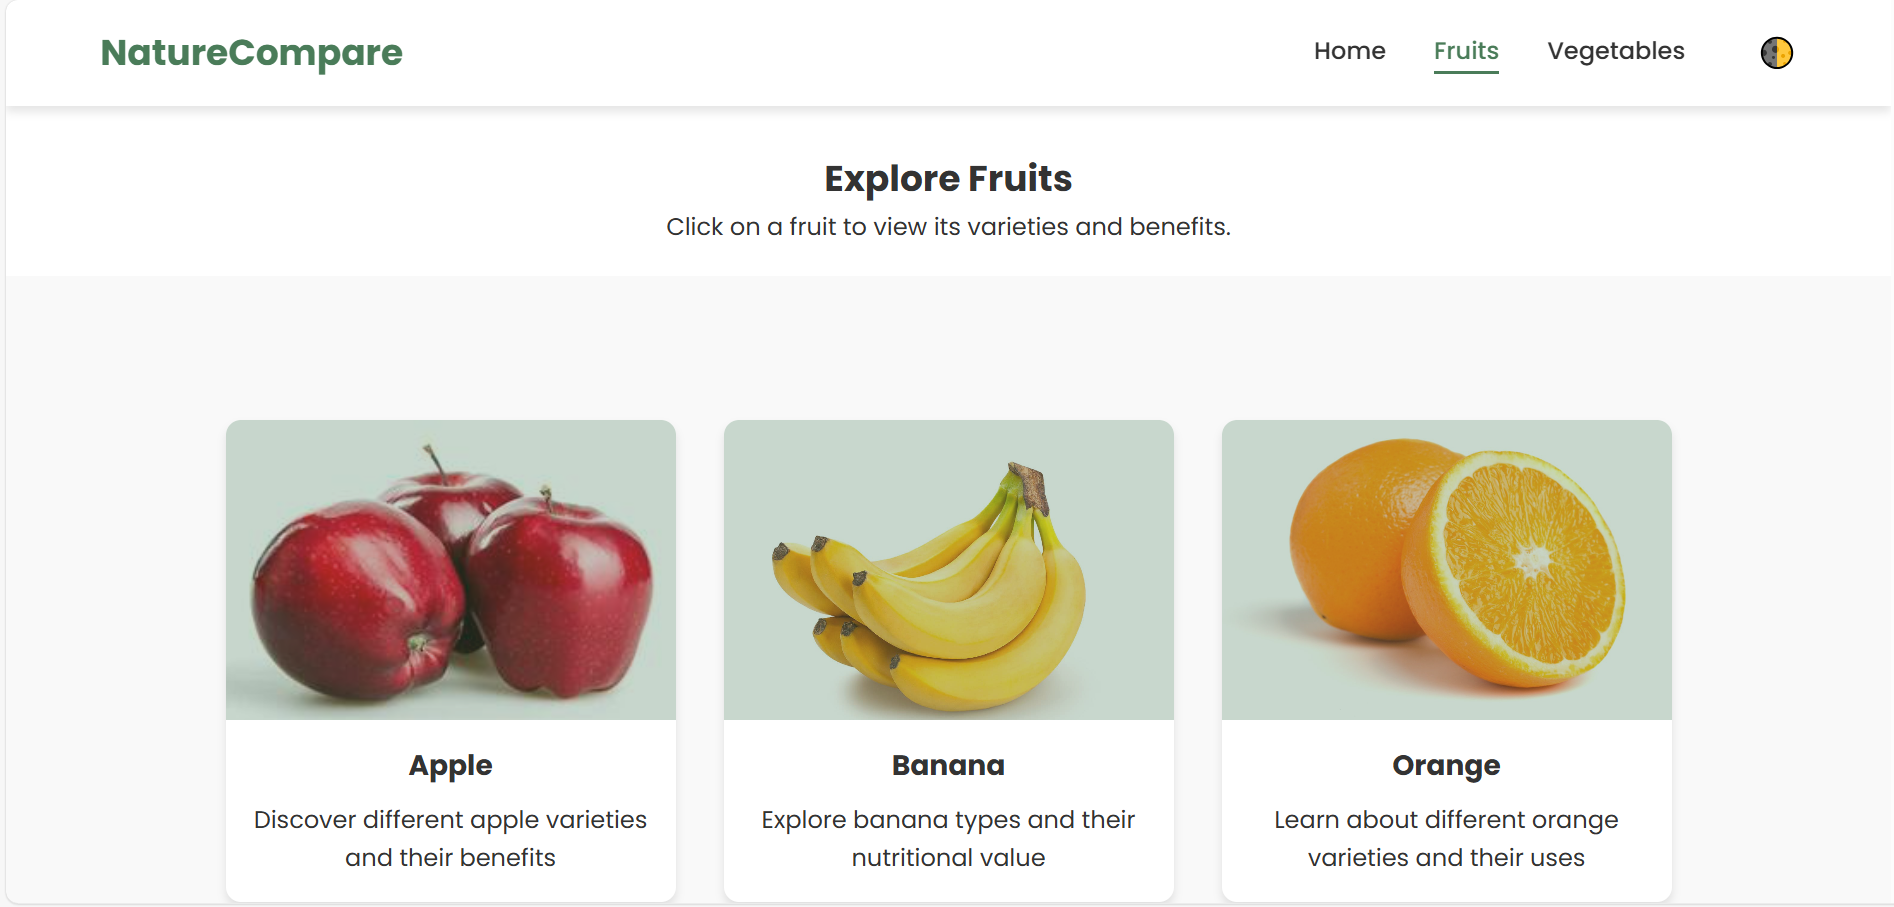 NatureCompare
Home Fruits Vegetables
Explore Fruits
Click on a fruit to view its varieties and benefits.
Apple
Discover different apple varieties
and their benefits
Banana
Explore banana types and their
nutritional value
Orange
Learn about different orange
varieties and their uses